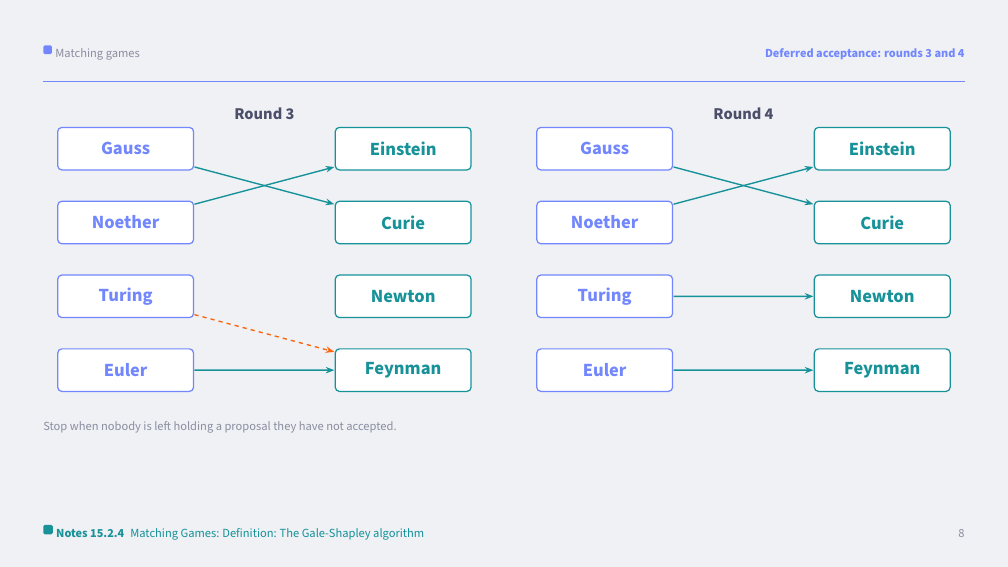 Matching games
Deferred acceptance: rounds 3 and 4
Round 3
Gauss
Einstein
Noether
Curie
Turing
Newton
Euler
Feynman
Round 4
Gauss
Einstein
Noether
Curie
Turing
Newton
Euler
Feynman
Stop when nobody is left holding a proposal they have not accepted.
Notes 15.2.4 Matching Games: Definition: The Gale-Shapley algorithm
8